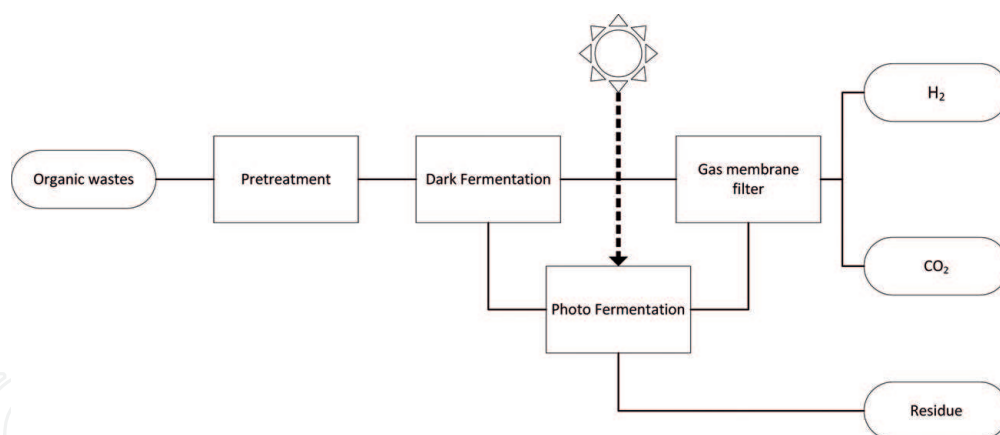 H₂
Organic wastes
Pretreatment
Dark Fermentation
Gas membrane
filter
CO₂
Photo Fermentation
Residue